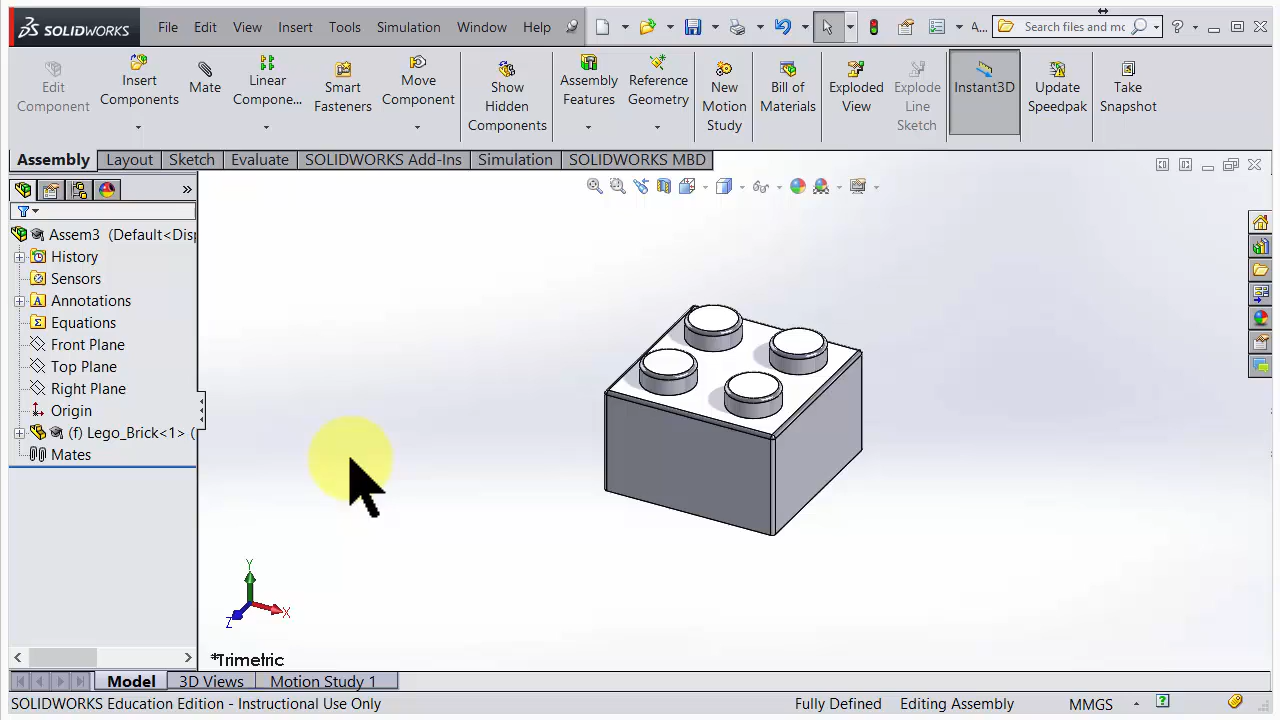 SOLIDWORKS File Edit View Insert Tools Simulation Window Help A... Search files and mc
Edit Component
Insert Components
Mate
Linear Compone...
Smart Fasteners
Move Component
Show Hidden Components
Assembly Features
Reference Geometry
New Motion Study
Bill of Materials
Exploded View
Explode Line Sketch
Instant3D
Update Speedpak
Take Snapshot
Assembly Layout Sketch Evaluate SOLIDWORKS Add-Ins Simulation SOLIDWORKS MBD
Assem3 (Default<Disp
History
Sensors
Annotations
Equations
Front Plane
Top Plane
Right Plane
Origin
(f) Lego_Brick<1> (
Mates
Y
X
Z
*Trimetric
Model 3D Views Motion Study 1
SOLIDWORKS Education Edition - Instructional Use Only Fully Defined Editing Assembly MMGS